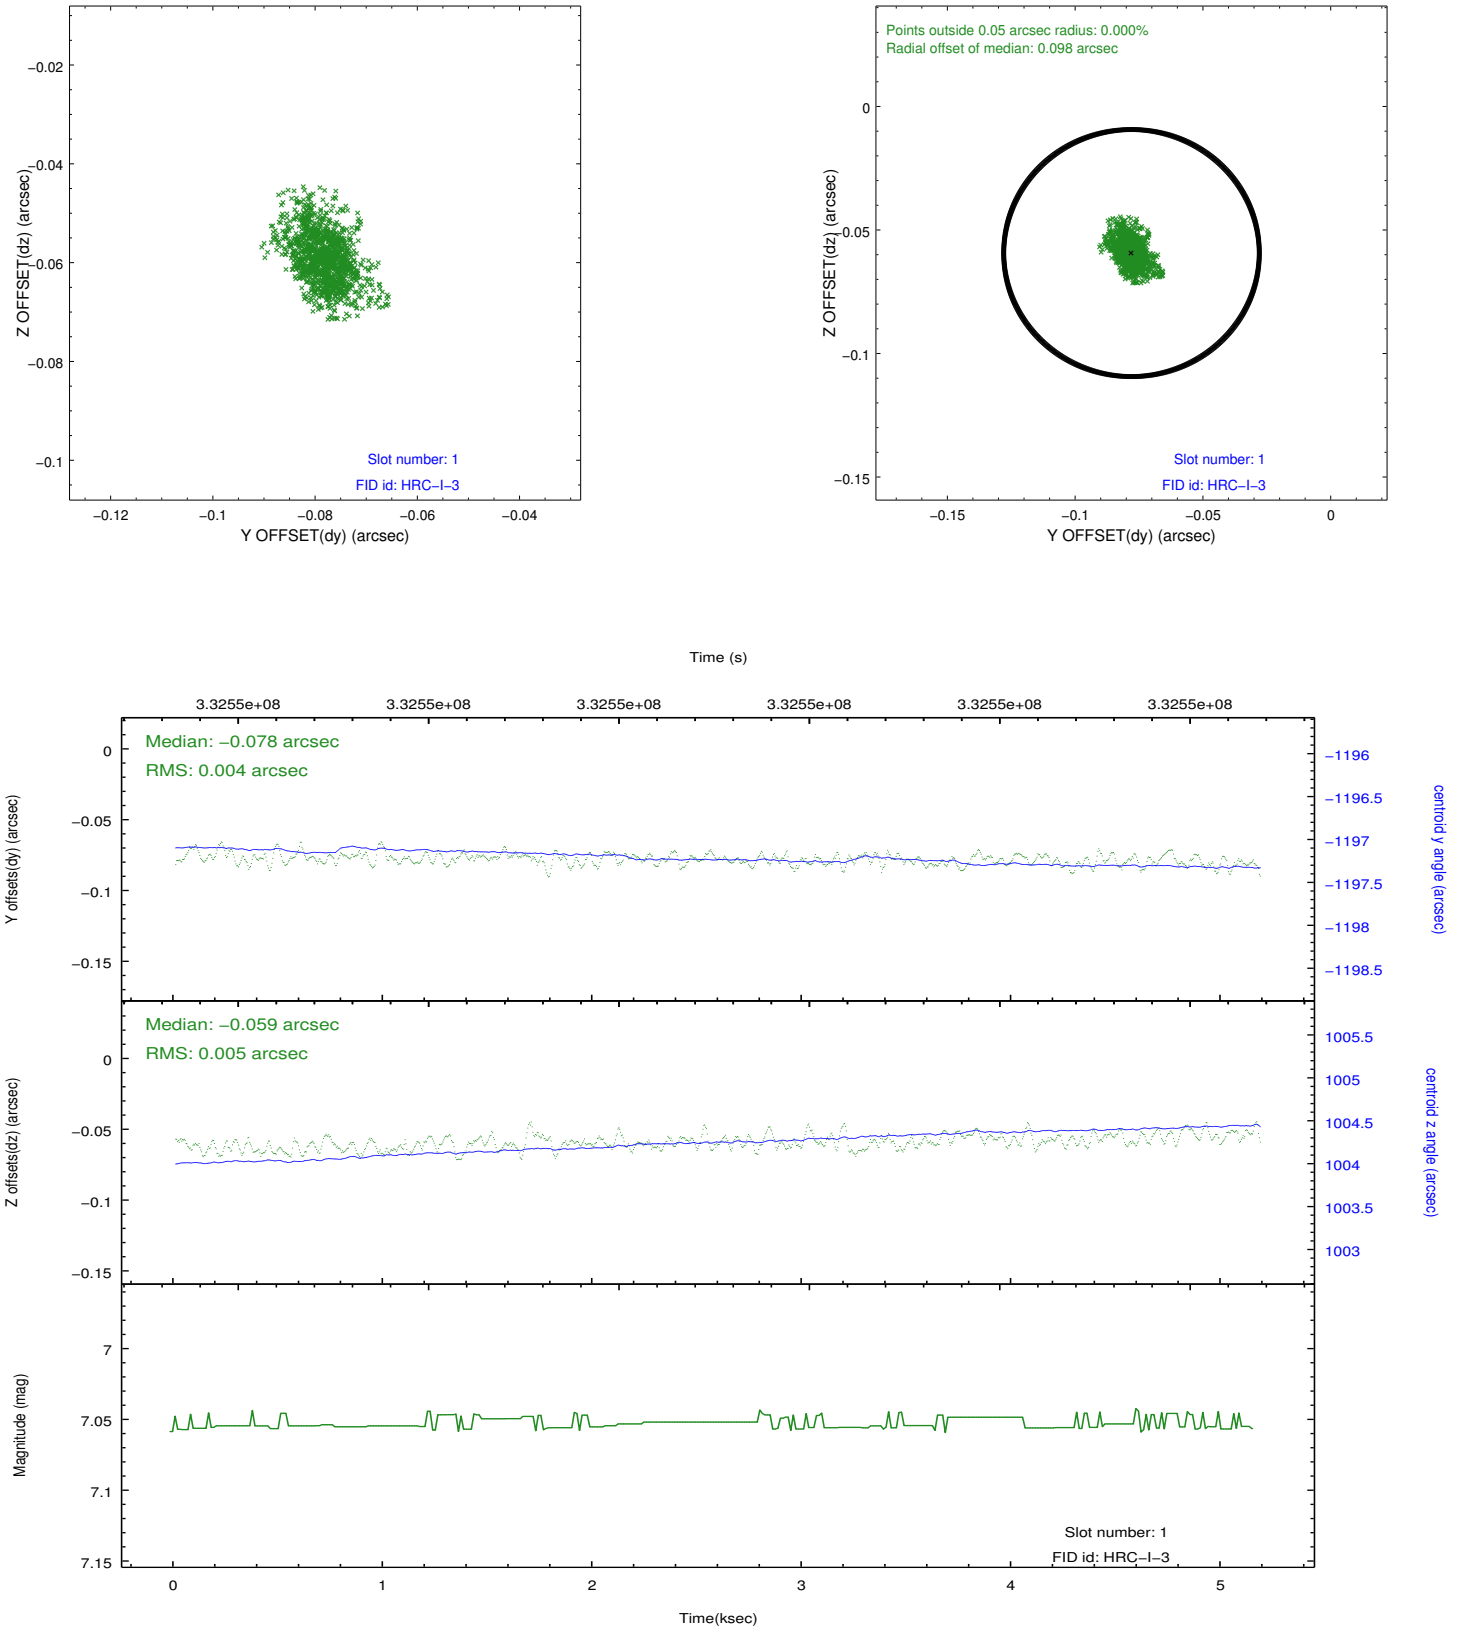 −0.02
−0.04
−0.06
−0.08
−0.1
Z OFFSET(dz) (arcsec)
Slot number: 1
FID id: HRC−I−3
−0.12
−0.1
−0.08
−0.06
−0.04
Y OFFSET(dy) (arcsec)
Points outside 0.05 arcsec radius: 0.000%
Radial offset of median: 0.098 arcsec
0
−0.05
−0.1
−0.15
Z OFFSET(dz) (arcsec)
Slot number: 1
FID id: HRC−I−3
−0.15
−0.1
−0.05
0
Y OFFSET(dy) (arcsec)
Time (s)
3.3255e+08
3.3255e+08
3.3255e+08
3.3255e+08
3.3255e+08
3.3255e+08
Median: −0.078 arcsec
RMS: 0.004 arcsec
0
−0.05
−0.1
−0.15
Y offsets(dy) (arcsec)
−1196
−1196.5
−1197
−1197.5
−1198
−1198.5
centroid y angle (arcsec)
Median: −0.059 arcsec
RMS: 0.005 arcsec
0
−0.05
−0.1
−0.15
Z offsets(dz) (arcsec)
1005.5
1005
1004.5
1004
1003.5
1003
centroid z angle (arcsec)
7
7.05
7.1
7.15
Magnitude (mag)
Slot number: 1
FID id: HRC−I−3
0
1
2
3
4
5
Time(ksec)